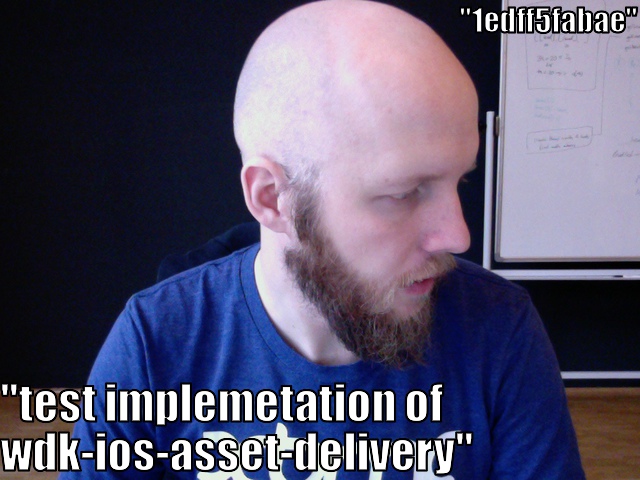 "1edff5fabae"
"test implemetation of
wdk-ios-asset-delivery"